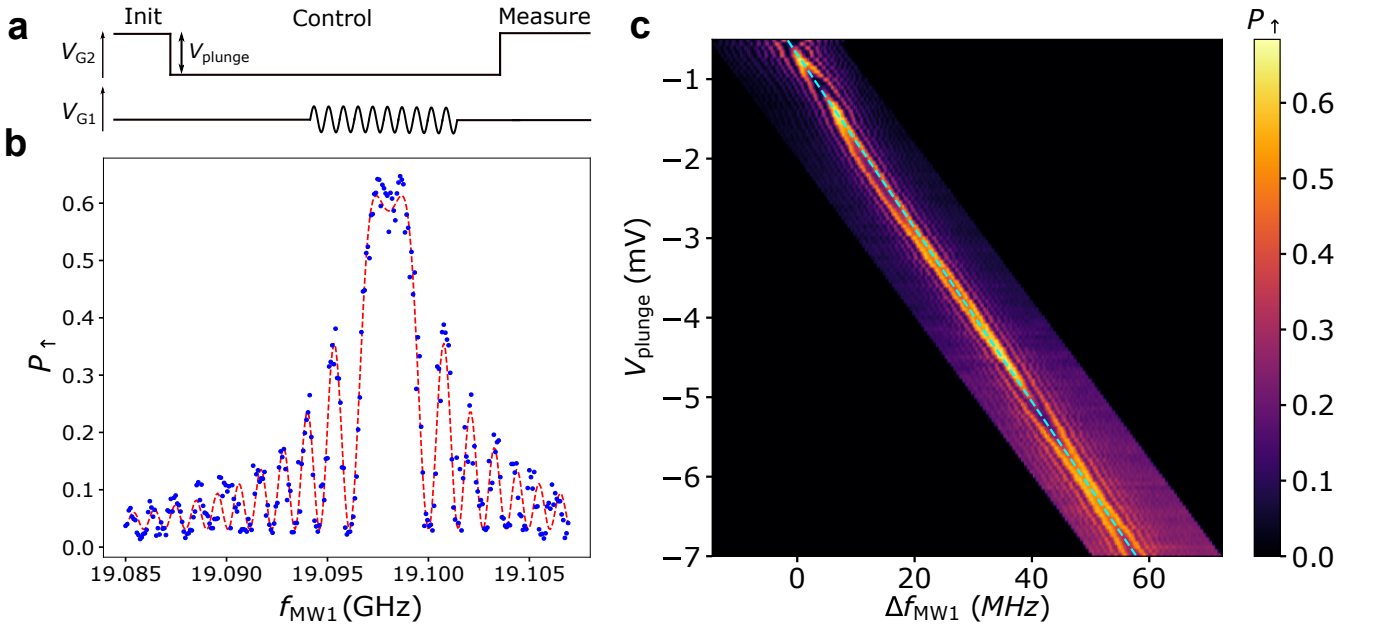 a
Init Control Measure
V_G2 V_plunge
V_G1
b
P↑
0.6
0.5
0.4
0.3
0.2
0.1
0.0
19.085 19.090 19.095 19.100 19.105
f_MW1 (GHz)
c
V_plunge (mV)
−1
−2
−3
−4
−5
−6
−7
0 20 40 60
Δf_MW1 (MHz)
P↑
0.6
0.5
0.4
0.3
0.2
0.1
0.0